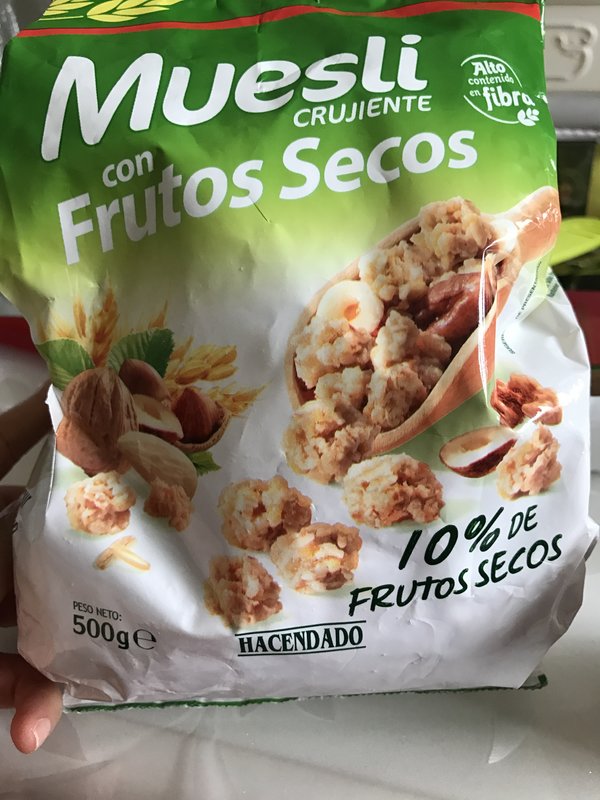 Muesli
CRUJIENTE
Alto
contenido
en fibra
con
Frutos Secos
10% DE
FRUTOS SECOS
PESO NETO:
500g e
HACENDADO